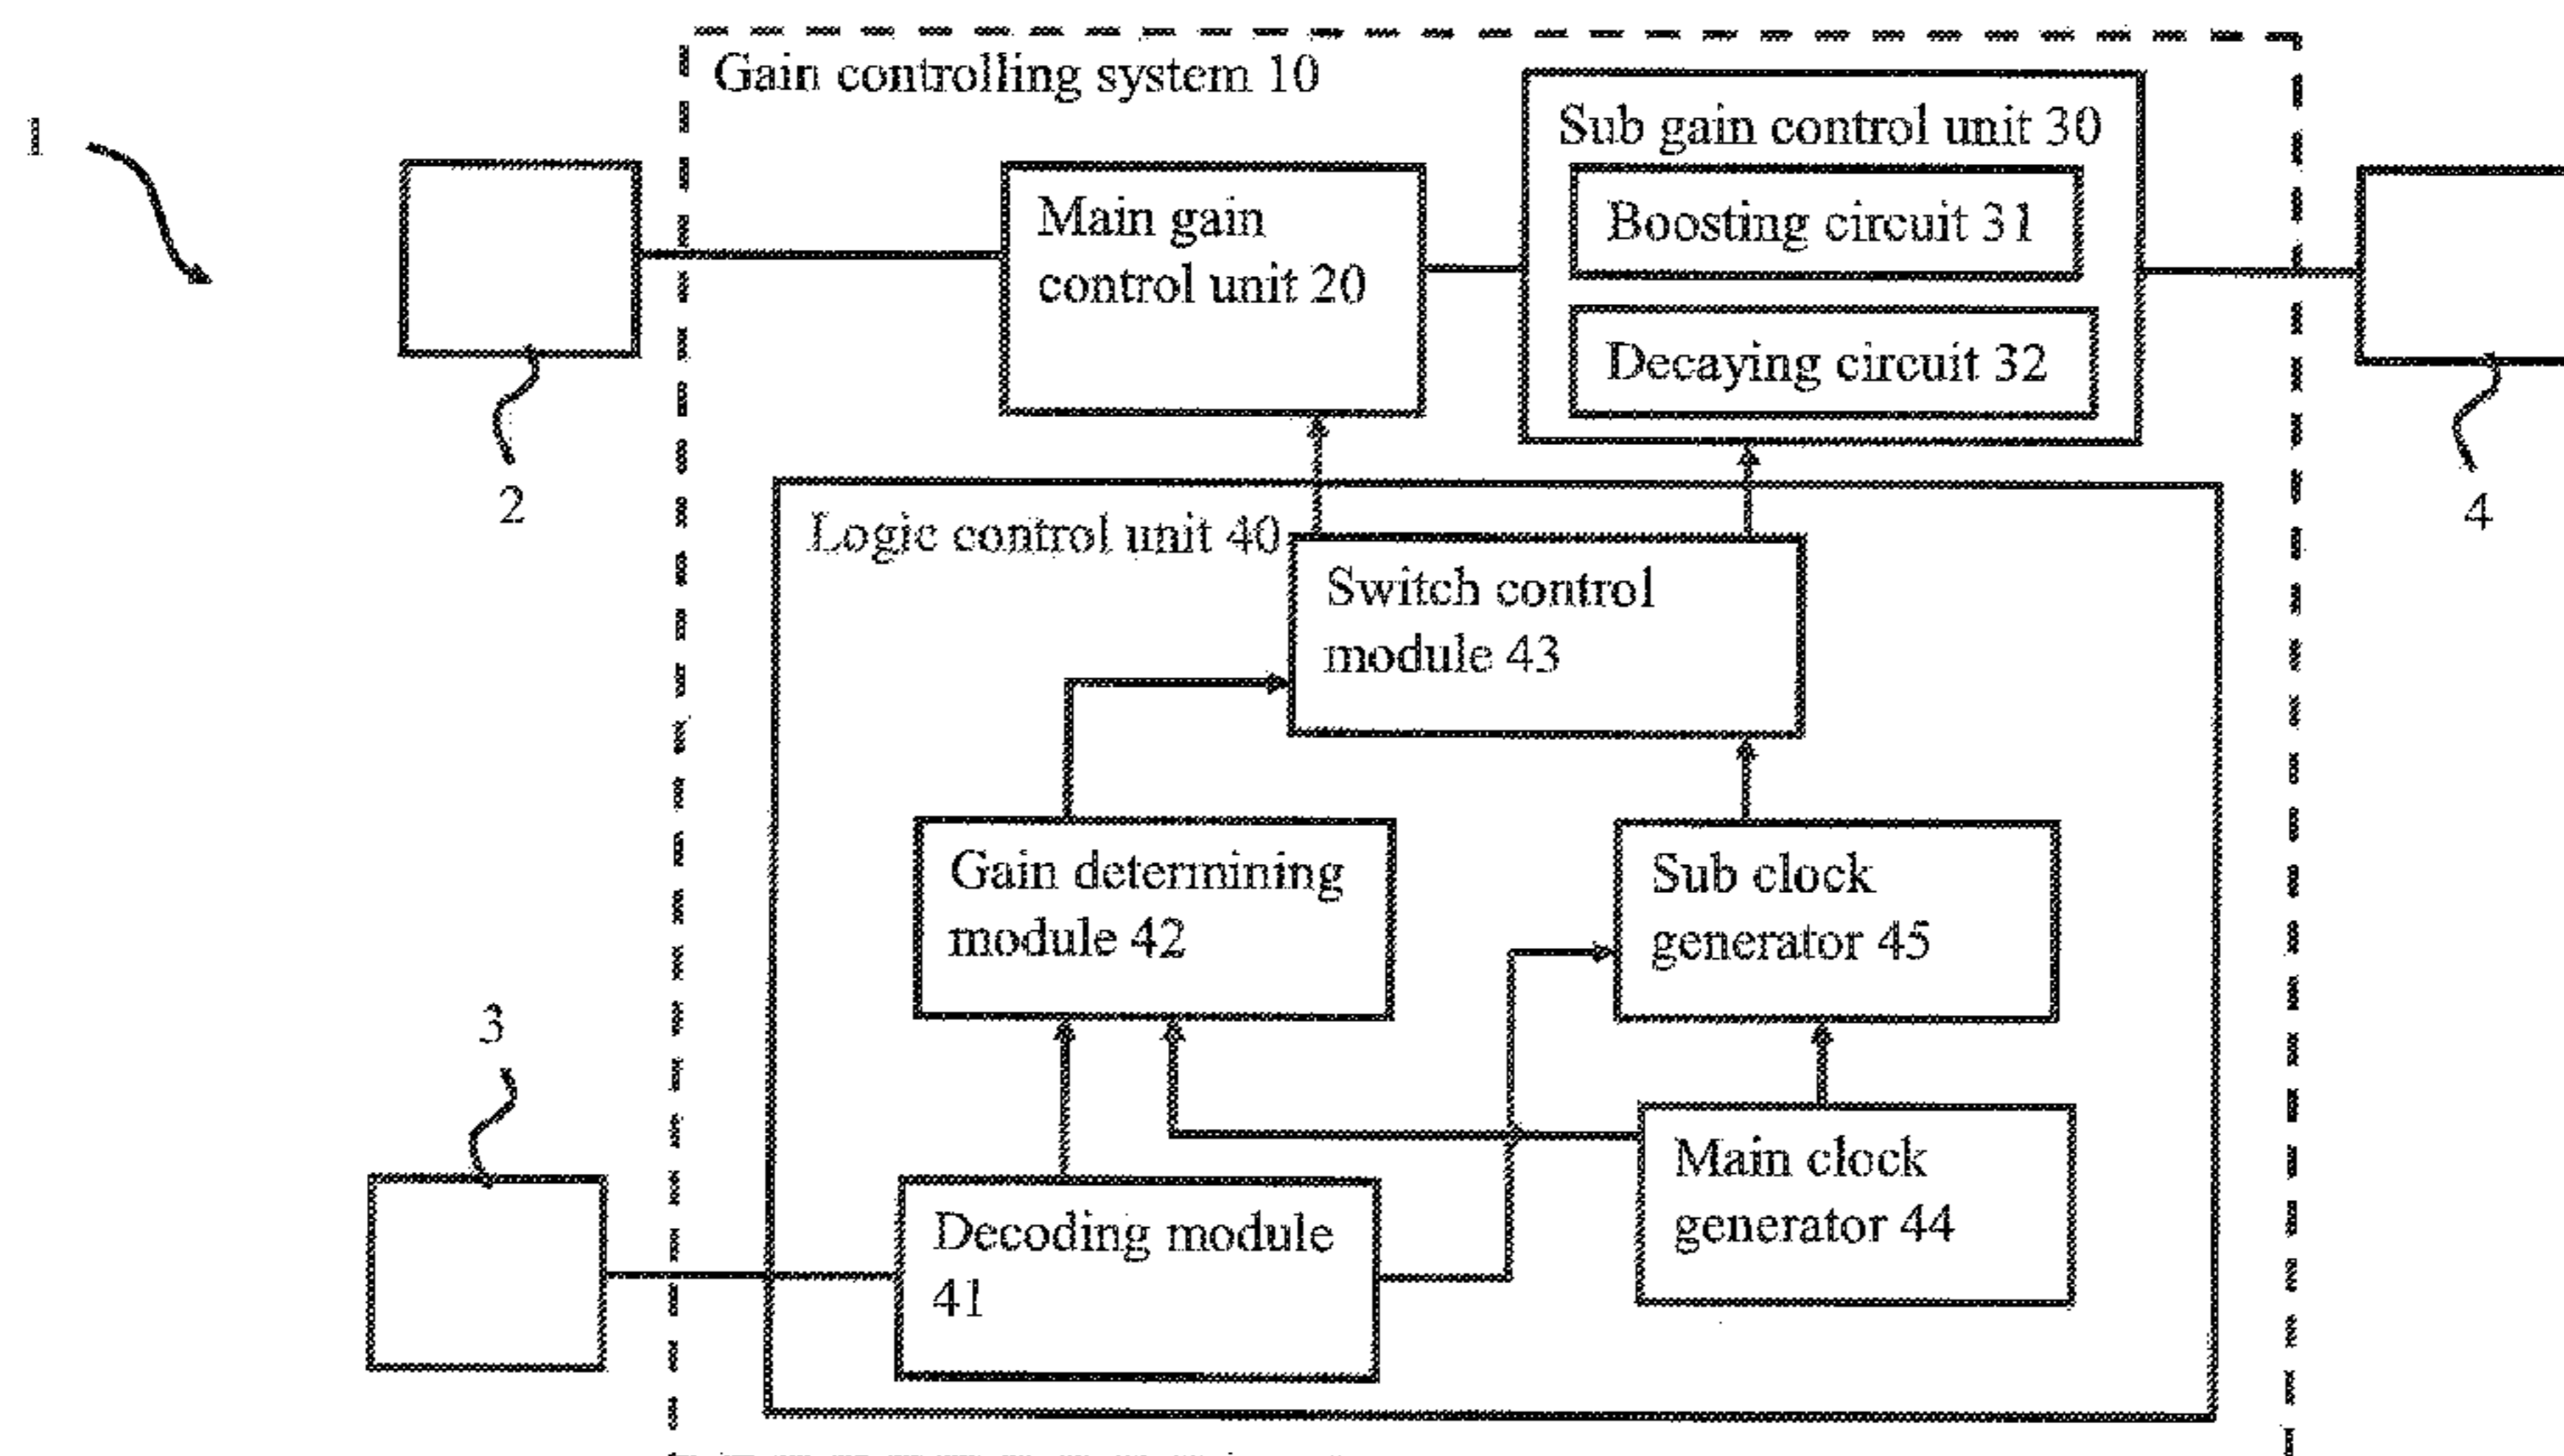 Gain controlling system 10
1
Sub gain control unit 30
Main gain
control unit 20
Boosting circuit 31
Decaying circuit 32
2
4
Logic control unit 40
Switch control
module 43
Gain determining
module 42
Sub clock
generator 45
3
Main clock
generator 44
Decoding module
41